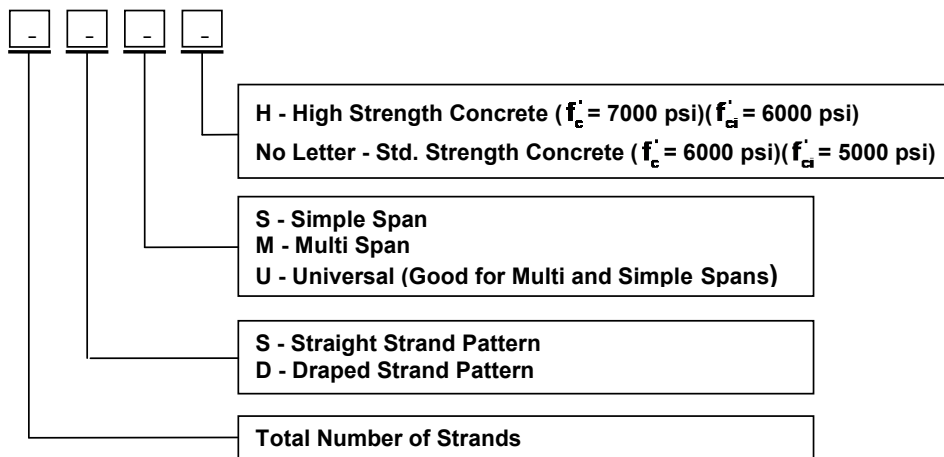 - - - -
H - High Strength Concrete ( f'c = 7000 psi)( f'ci = 6000 psi)
No Letter - Std. Strength Concrete ( f'c = 6000 psi)( f'ci = 5000 psi)
S - Simple Span
M - Multi Span
U - Universal (Good for Multi and Simple Spans)
S - Straight Strand Pattern
D - Draped Strand Pattern
Total Number of Strands